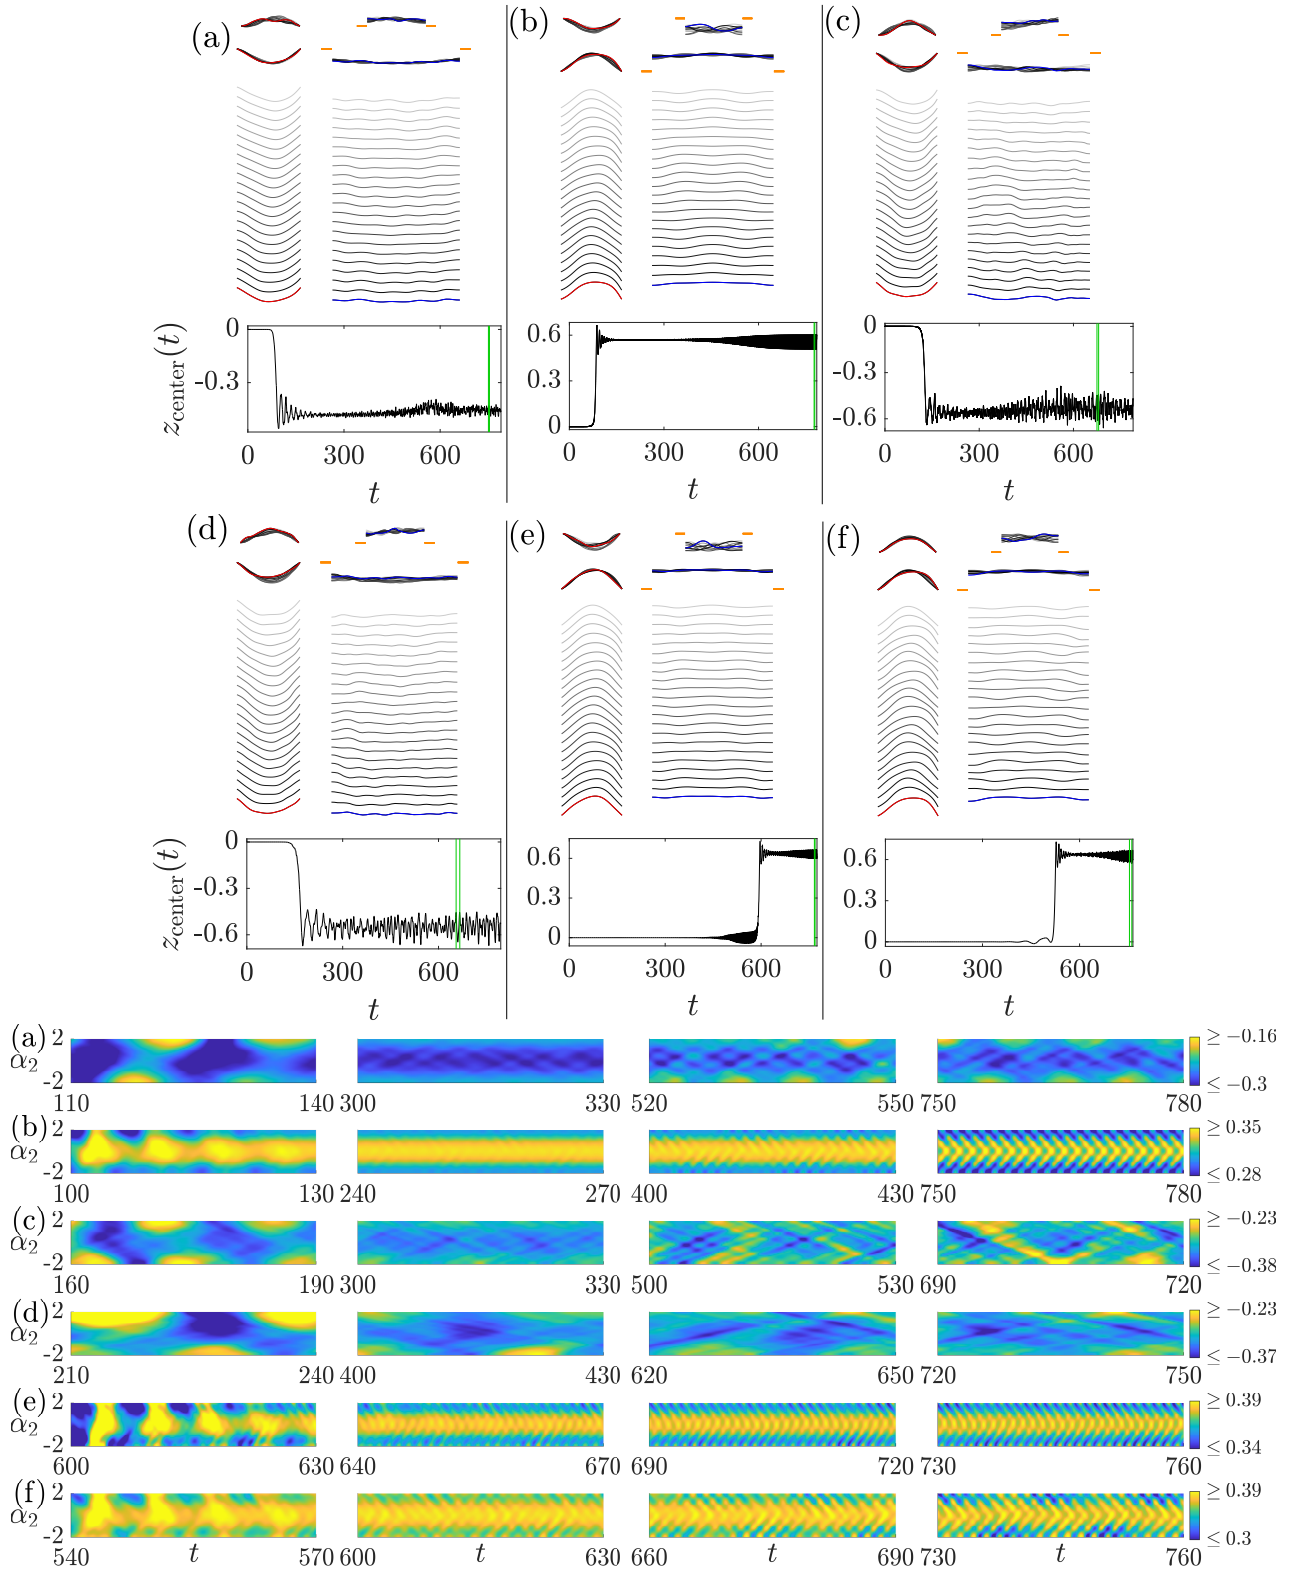 (a) (b) (c)
z_center(t) 0 -0.3
0 300 600
t
0.6 0.3 0
0 300 600
t
0 -0.3 -0.6
0 300 600
t
(d) (e) (f)
z_center(t) 0 -0.3 -0.6
0 300 600
t
0.6 0.3 0
0 300 600
t
0.6 0.3 0
0 300 600
t
(a) α₂ 2 -2 ≥ −0.16 ≤ −0.3
110 140 300 330 520 550 750 780
(b) α₂ 2 -2 ≥ 0.35 ≤ 0.28
100 130 240 270 400 430 750 780
(c) α₂ 2 -2 ≥ −0.23 ≤ −0.38
160 190 300 330 500 530 690 720
(d) α₂ 2 -2 ≥ −0.23 ≤ −0.37
210 240 400 430 620 650 720 750
(e) α₂ 2 -2 ≥ 0.39 ≤ 0.34
600 630 640 670 690 720 730 760
(f) α₂ 2 -2 ≥ 0.39 ≤ 0.3
540 t 570 600 t 630 660 t 690 730 t 760